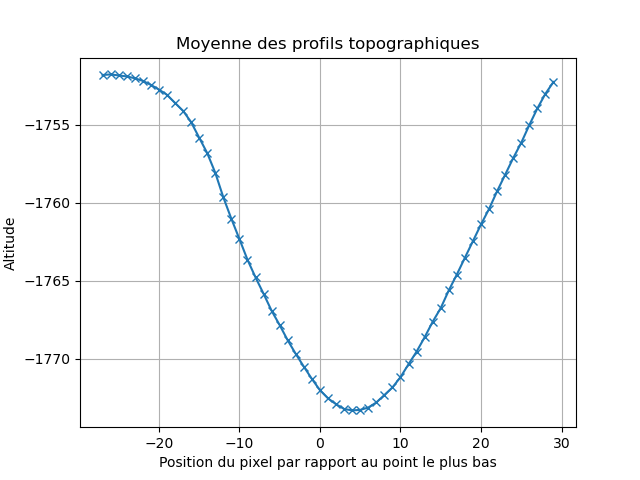 Moyenne des profils topographiques
−1755
−1760
−1765
−1770
Altitude
−20 −10 0 10 20 30
Position du pixel par rapport au point le plus bas